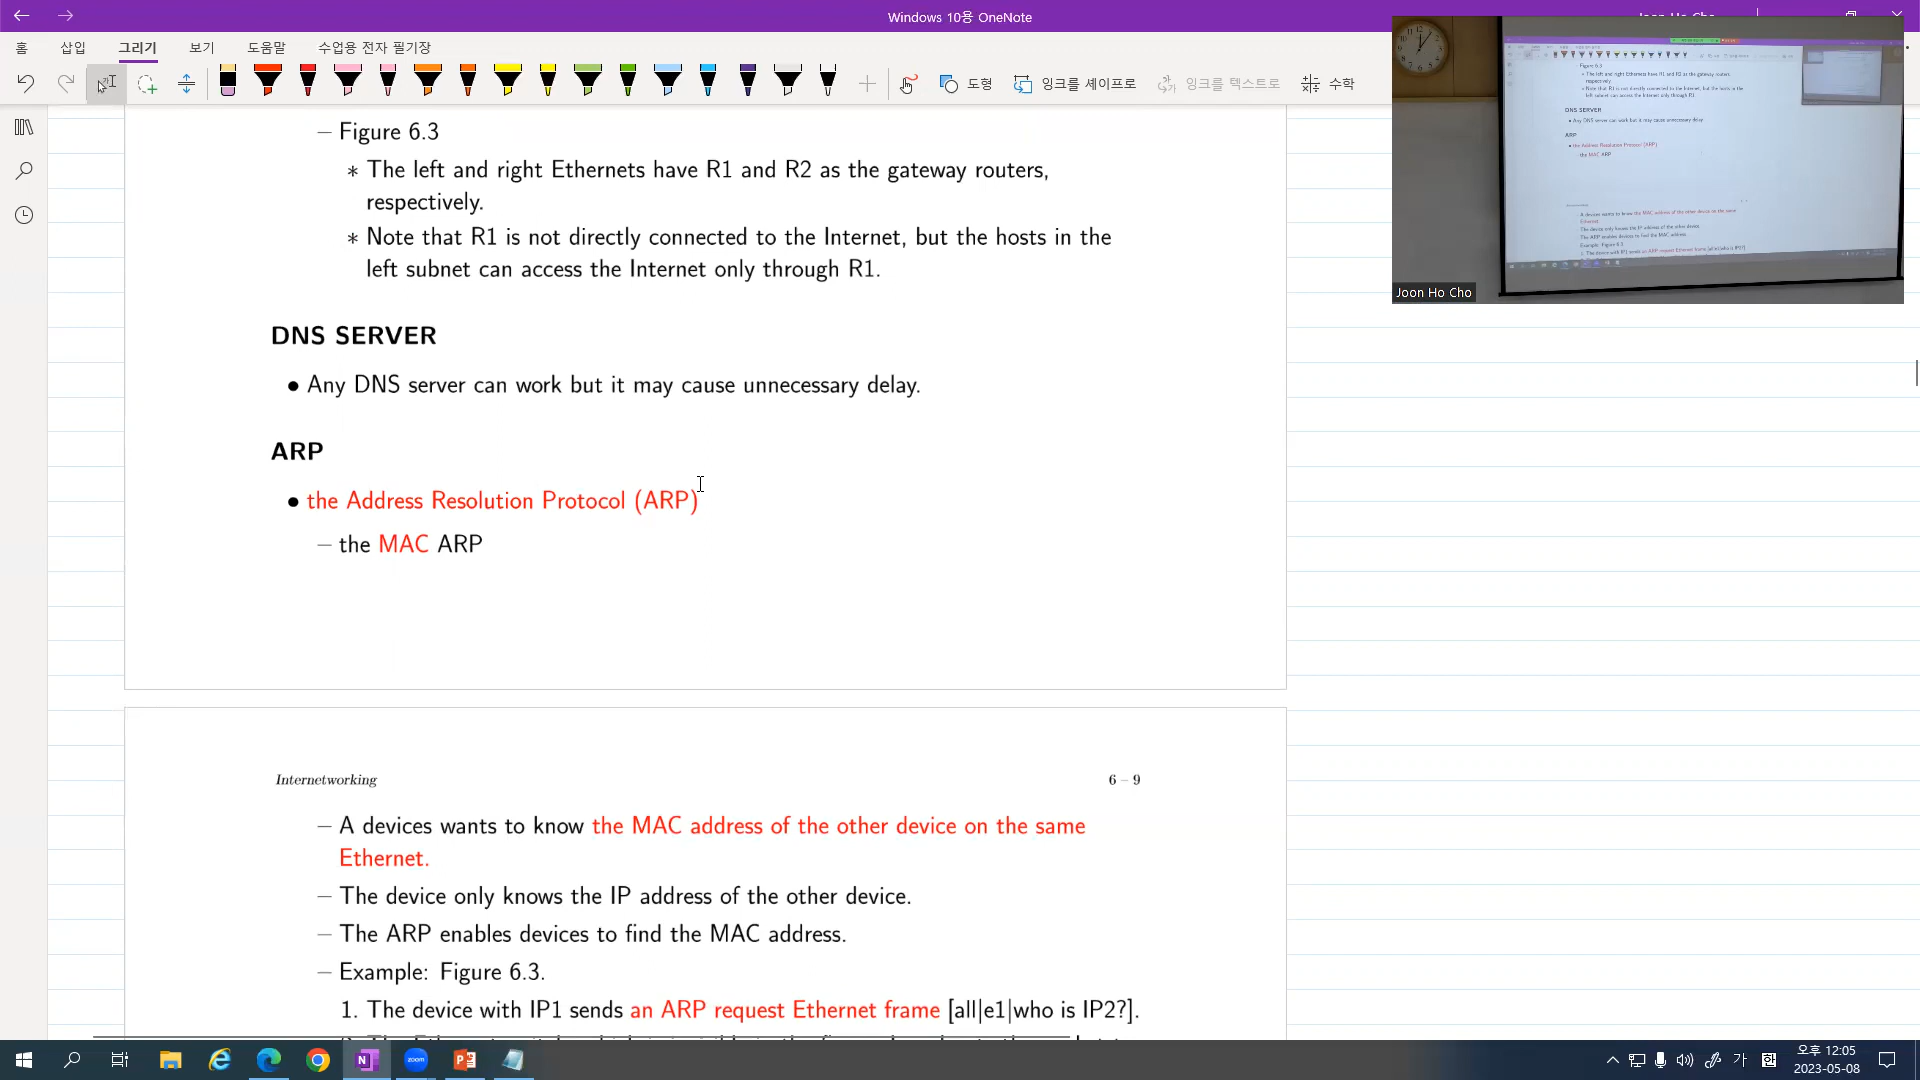 Windows 10용 OneNote
홈 삽입 그리기 보기 도움말 수업용 전자 필기장
도형 잉크를 셰이프로 잉크를 텍스트로 수학
– Figure 6.3
∗ The left and right Ethernets have R1 and R2 as the gateway routers,
respectively.
∗ Note that R1 is not directly connected to the Internet, but the hosts in the
left subnet can access the Internet only through R1.
DNS SERVER
• Any DNS server can work but it may cause unnecessary delay.
ARP
• the Address Resolution Protocol (ARP)
– the MAC ARP
Internetworking 6 – 9
– A devices wants to know the MAC address of the other device on the same
Ethernet.
– The device only knows the IP address of the other device.
– The ARP enables devices to find the MAC address.
– Example: Figure 6.3.
1. The device with IP1 sends an ARP request Ethernet frame [all|e1|who is IP2?].
Joon Ho Cho
가 한 오후 12:05
2023-05-08